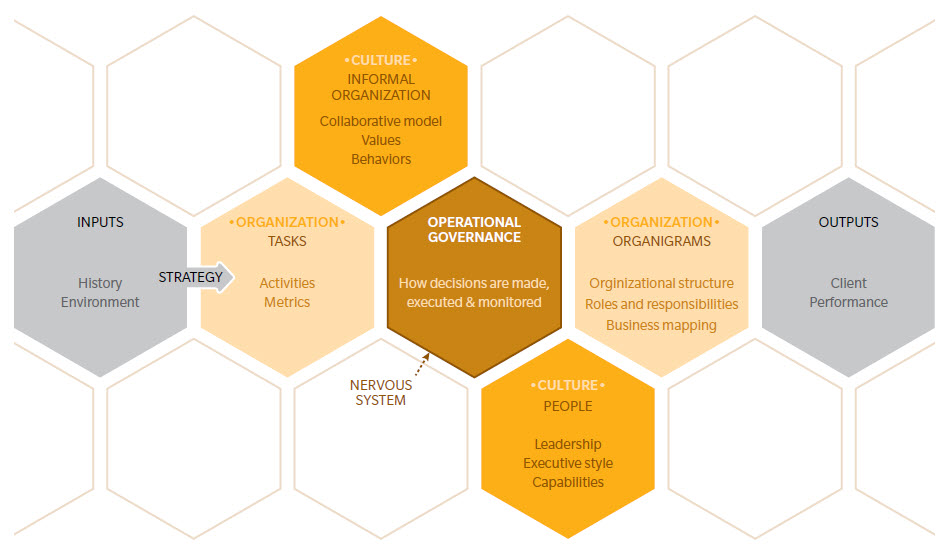 •CULTURE•
INFORMAL
ORGANIZATION
Collaborative model
Values
Behaviors
INPUTS
History
Environment
STRATEGY
•ORGANIZATION•
TASKS
Activities
Metrics
OPERATIONAL
GOVERNANCE
How decisions are made,
executed & monitored
NERVOUS
SYSTEM
•ORGANIZATION•
ORGANIGRAMS
Orginizational structure
Roles and responsibilities
Business mapping
OUTPUTS
Client
Performance
•CULTURE•
PEOPLE
Leadership
Executive style
Capabilities